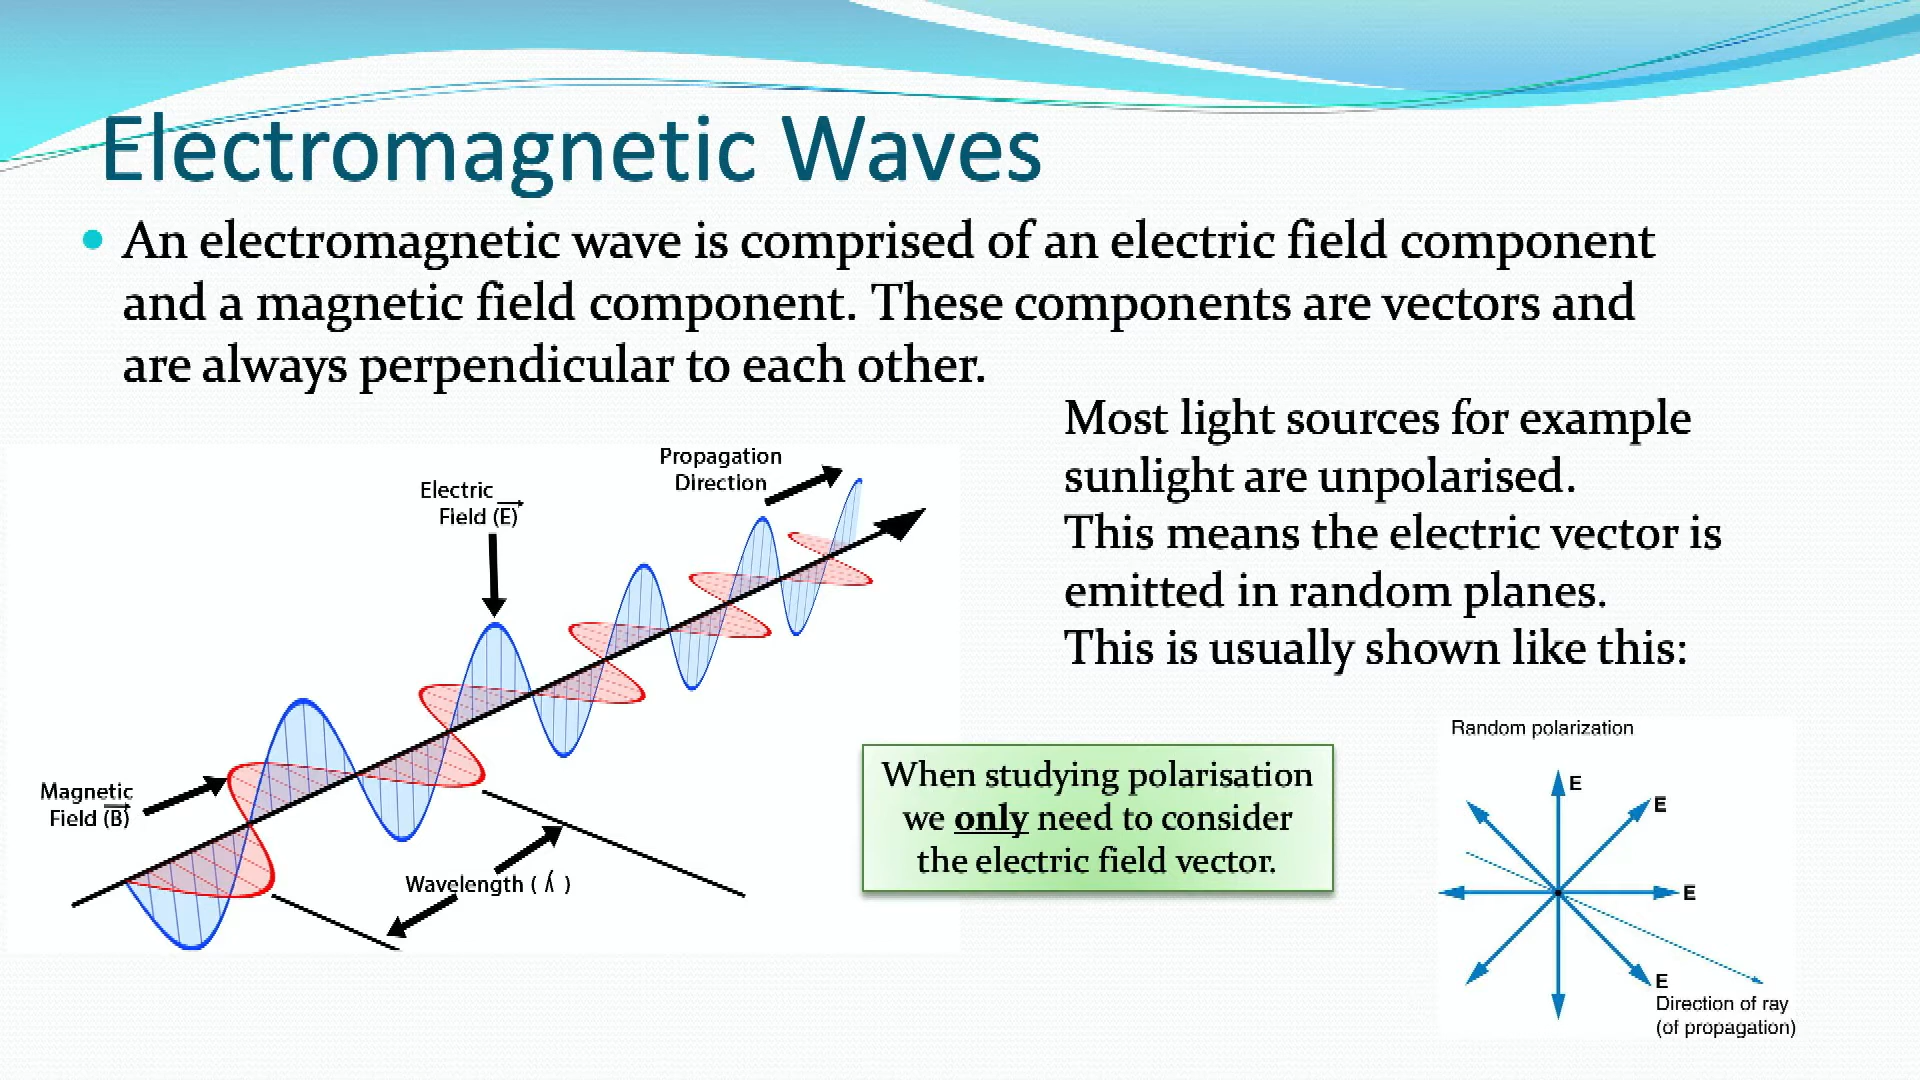 Electromagnetic Waves
• An electromagnetic wave is comprised of an electric field component
and a magnetic field component. These components are vectors and
are always perpendicular to each other.
Most light sources for example
sunlight are unpolarised.
This means the electric vector is
emitted in random planes.
This is usually shown like this:
Propagation
Direction
Electric
Field (E)
Magnetic
Field (B)
Wavelength ( λ )
When studying polarisation
we only need to consider
the electric field vector.
Random polarization
E
E
E
E
Direction of ray
(of propagation)